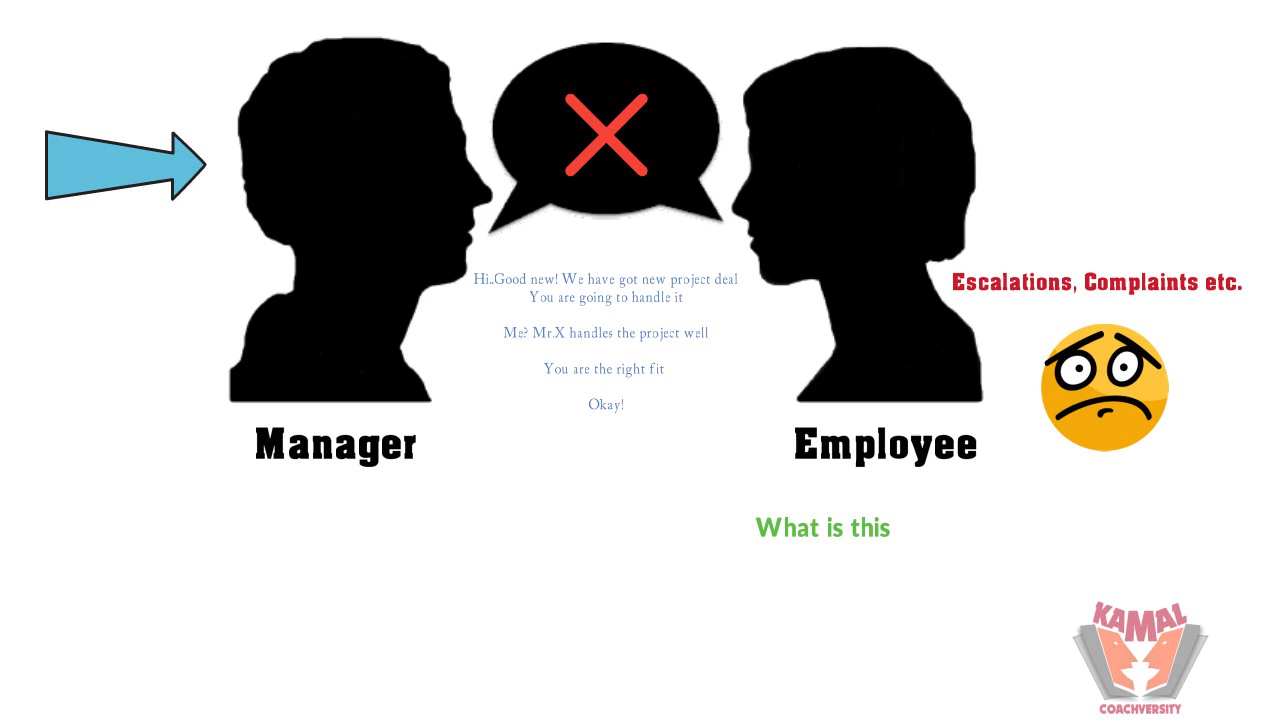 Hi..Good new! We have got new project deal
You are going to handle it
Me? Mr.X handles the project well
You are the right fit
Okay!
Escalations, Complaints etc.
Manager
Employee
What is this
KAMAL
COACHVERSITY